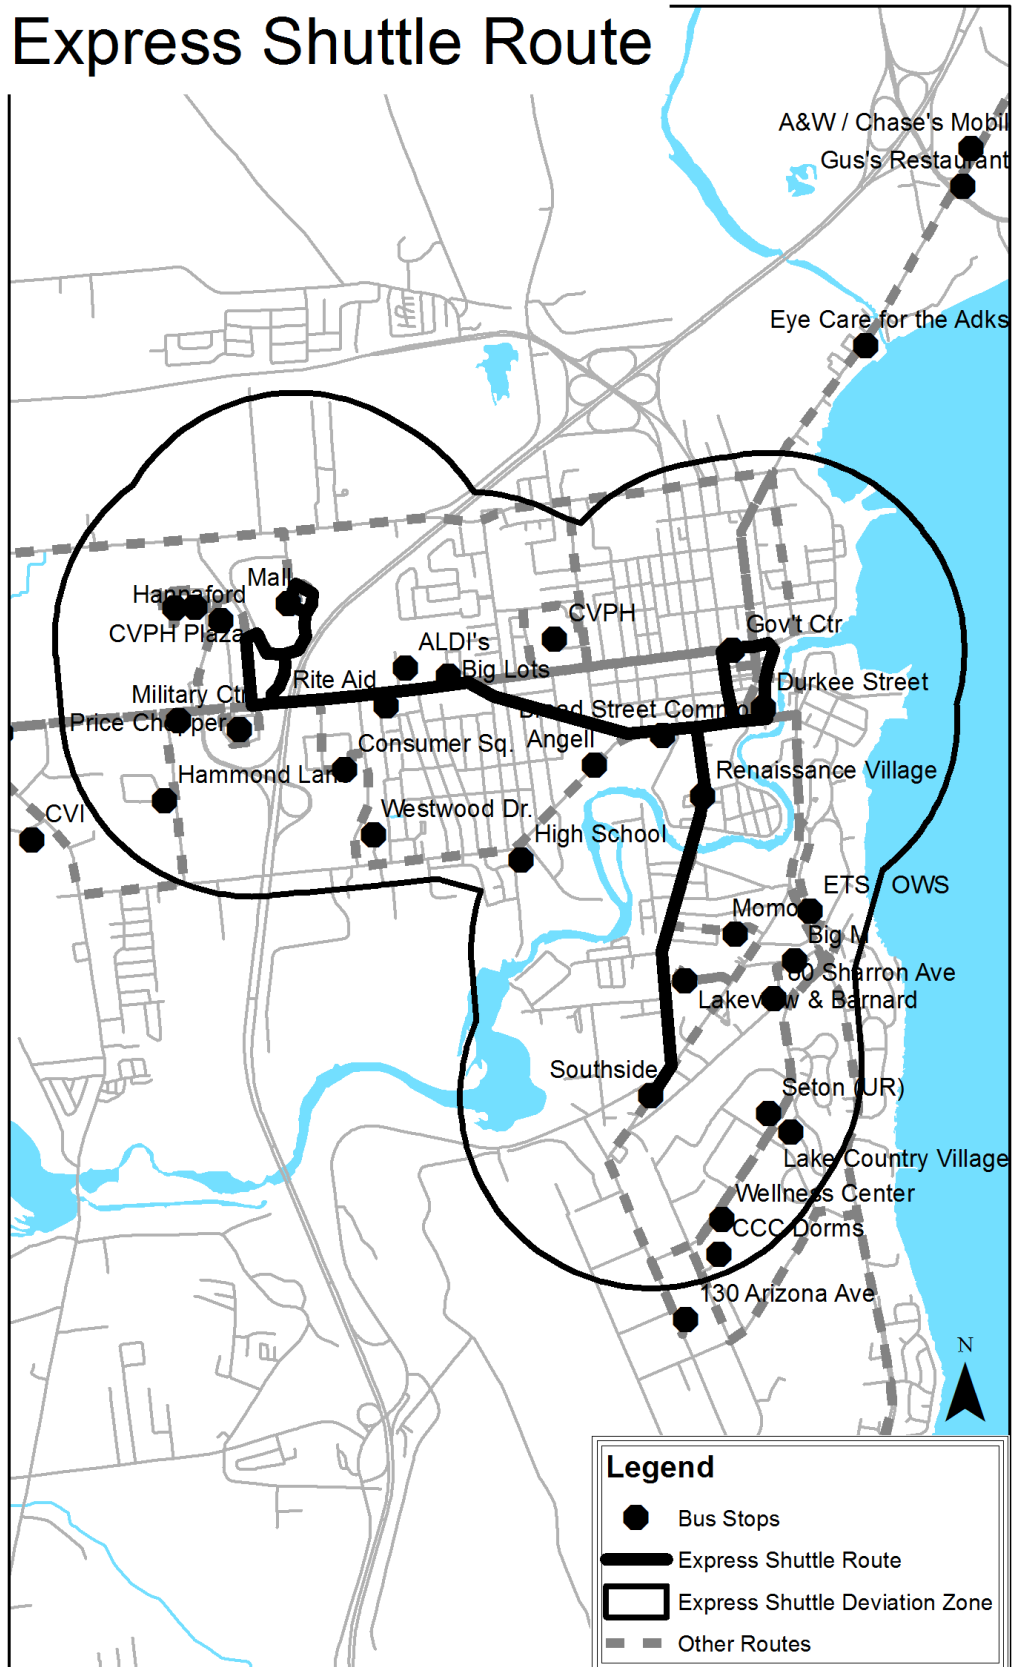 Express Shuttle Route
A&W / Chase's Mobil
Gus's Restaurant
Eye Care for the Adks
Mall
Hannaford
CVPH
CVPH Plaza
Gov't Ctr
ALDI's
Big Lots
Rite Aid
Durkee Street
Military Ctr
Broad Street Commons
Price Chopper
Consumer Sq.
Angell
Hammond Lane
Renaissance Village
CVI
Westwood Dr.
High School
ETS / OWS
Momot
Big M
80 Sharron Ave
Lakeview & Barnard
Southside
Seton (UR)
Lake Country Village
Wellness Center
CCC Dorms
130 Arizona Ave
N
Legend
Bus Stops
Express Shuttle Route
Express Shuttle Deviation Zone
Other Routes